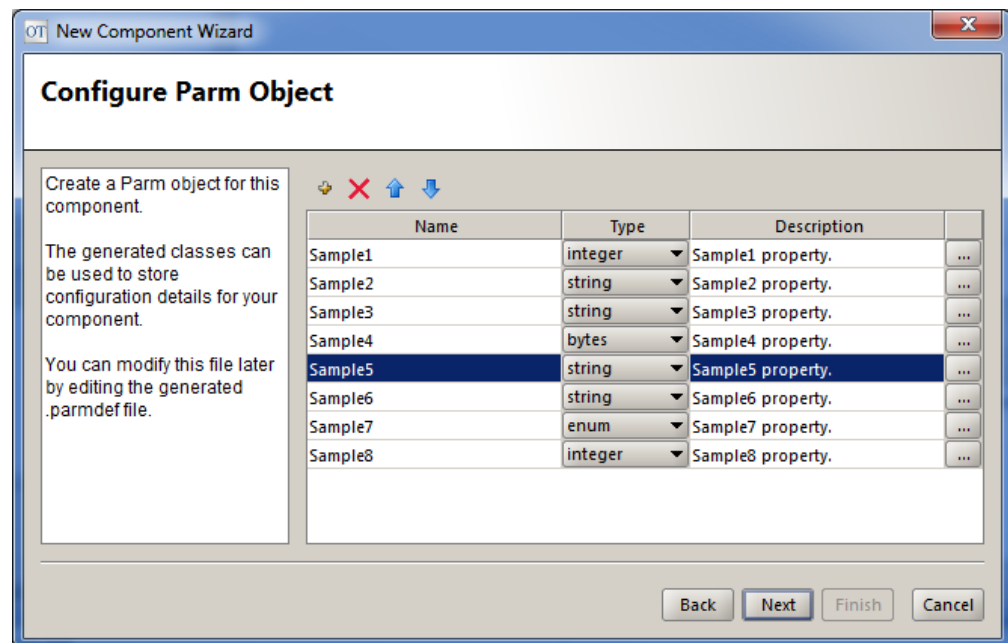 OT New Component Wizard
Configure Parm Object
Create a Parm object for this
component.
The generated classes can
be used to store
configuration details for your
component.
You can modify this file later
by editing the generated
.parmdef file.
Name Type Description
Sample1 integer Sample1 property. ...
Sample2 string Sample2 property. ...
Sample3 string Sample3 property. ...
Sample4 bytes Sample4 property. ...
Sample5 string Sample5 property. ...
Sample6 string Sample6 property. ...
Sample7 enum Sample7 property. ...
Sample8 integer Sample8 property. ...
Back Next Finish Cancel